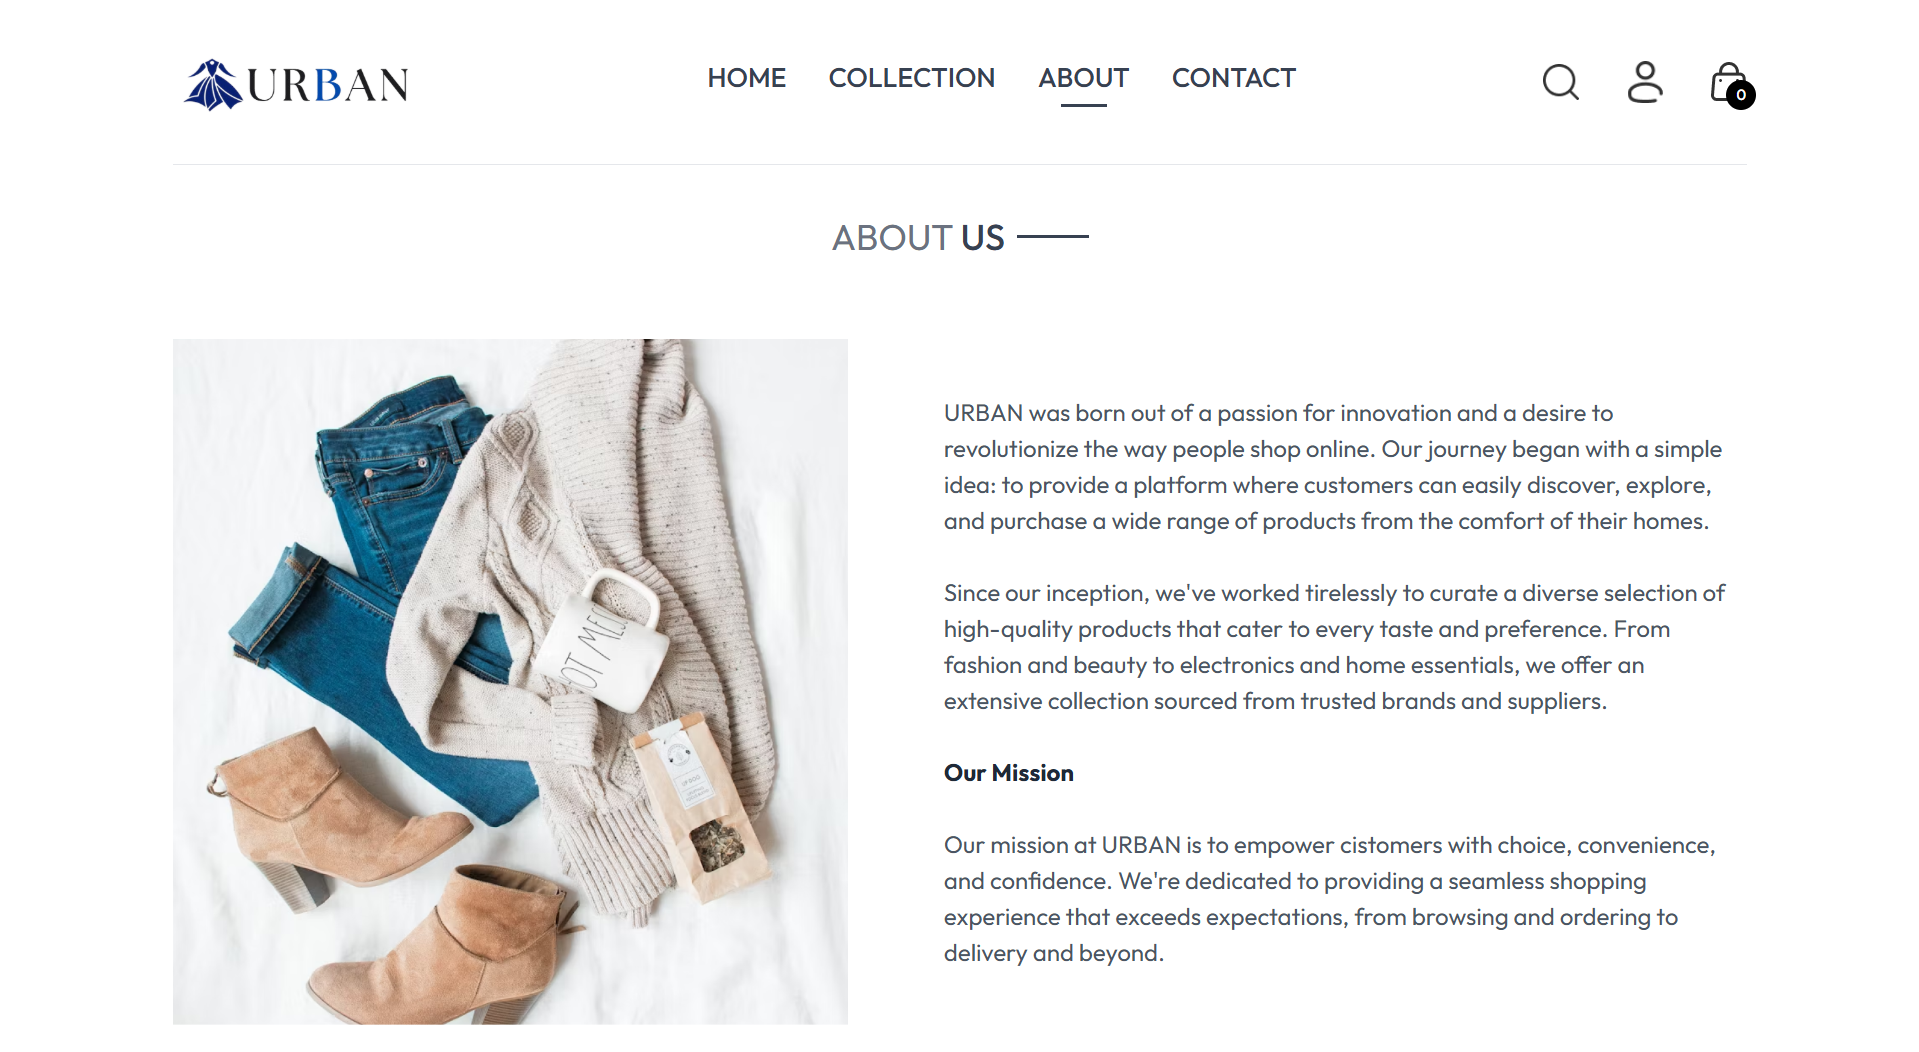 URBAN
HOME COLLECTION ABOUT CONTACT
0
ABOUT US
URBAN was born out of a passion for innovation and a desire to
revolutionize the way people shop online. Our journey began with a simple
idea: to provide a platform where customers can easily discover, explore,
and purchase a wide range of products from the comfort of their homes.
Since our inception, we've worked tirelessly to curate a diverse selection of
high-quality products that cater to every taste and preference. From
fashion and beauty to electronics and home essentials, we offer an
extensive collection sourced from trusted brands and suppliers.
Our Mission
Our mission at URBAN is to empower cistomers with choice, convenience,
and confidence. We're dedicated to providing a seamless shopping
experience that exceeds expectations, from browsing and ordering to
delivery and beyond.